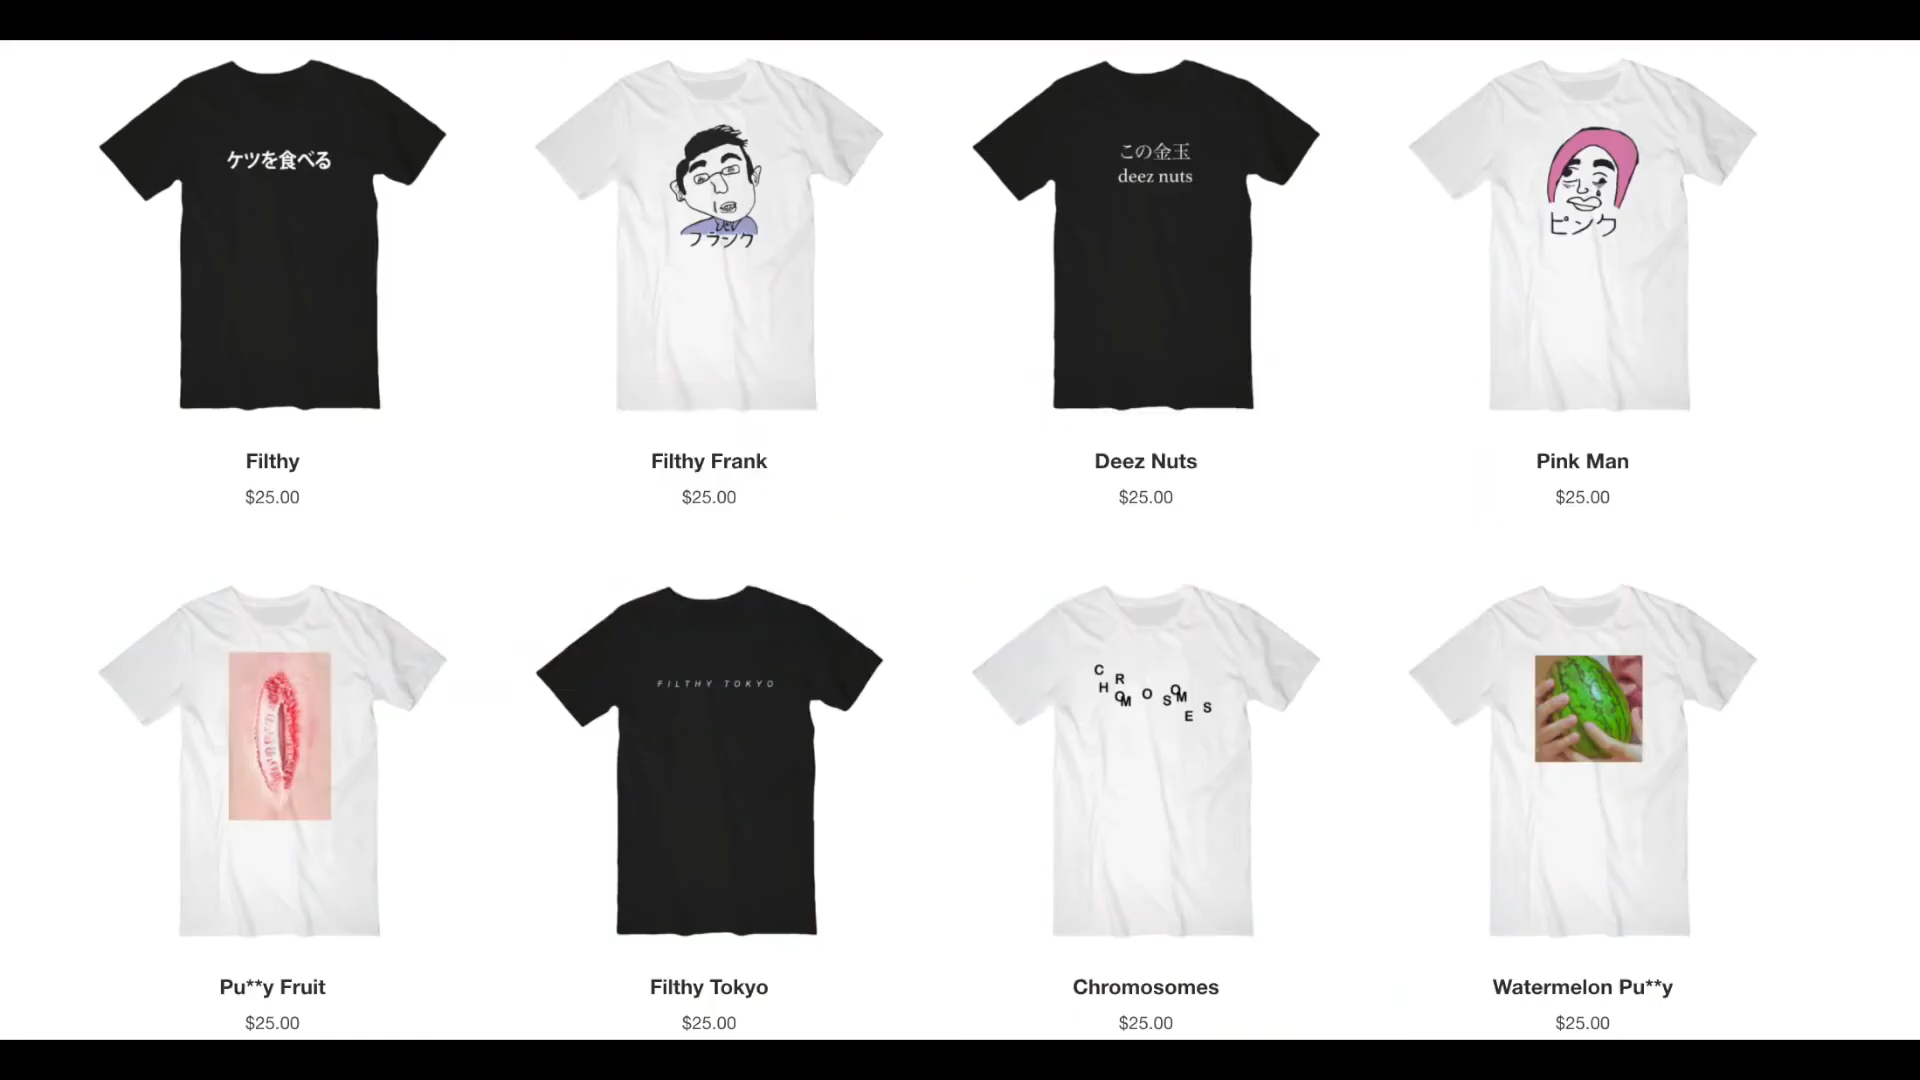 ケツを食べる
フランク
この金玉
deez nuts
ピンク
Filthy
Filthy Frank
Deez Nuts
Pink Man
$25.00
$25.00
$25.00
$25.00
FILTHY TOKYO
CHROMOSOMES
Pu**y Fruit
Filthy Tokyo
Chromosomes
Watermelon Pu**y
$25.00
$25.00
$25.00
$25.00